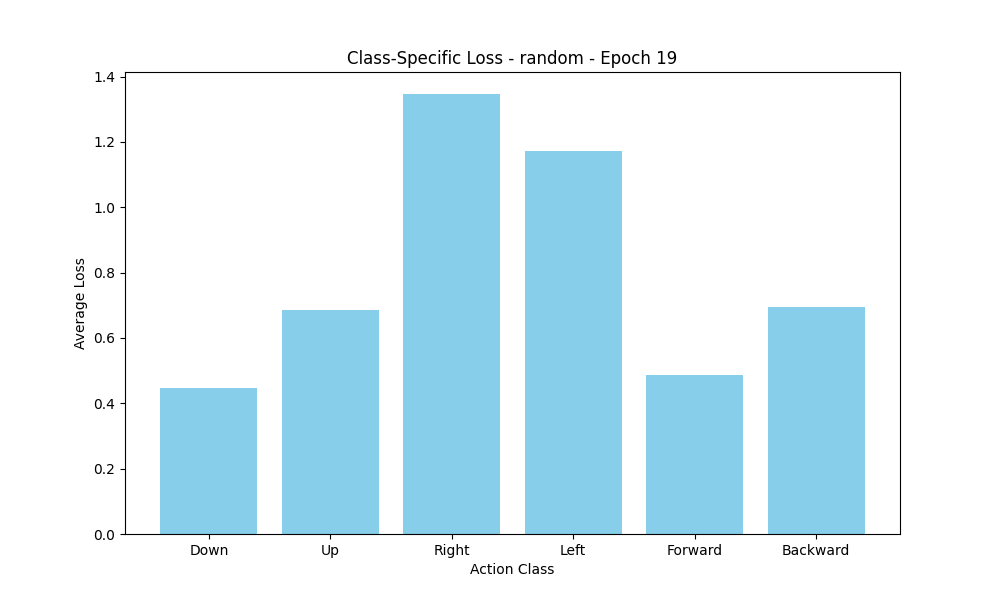 Class-Specific Loss - random - Epoch 19
1.4
1.2
1.0
0.8
0.6
0.4
0.2
0.0
Average Loss
Down Up Right Left Forward Backward
Action Class